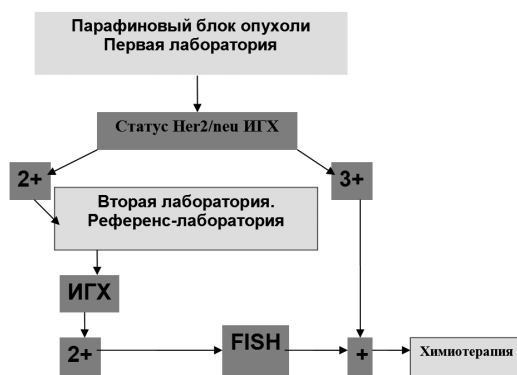 Парафиновый блок опухоли
Первая лаборатория
Статус Her2/neu ИГХ
2+
3+
Вторая лаборатория.
Референс-лаборатория
ИГХ
2+
FISH
+
Химиотерапия